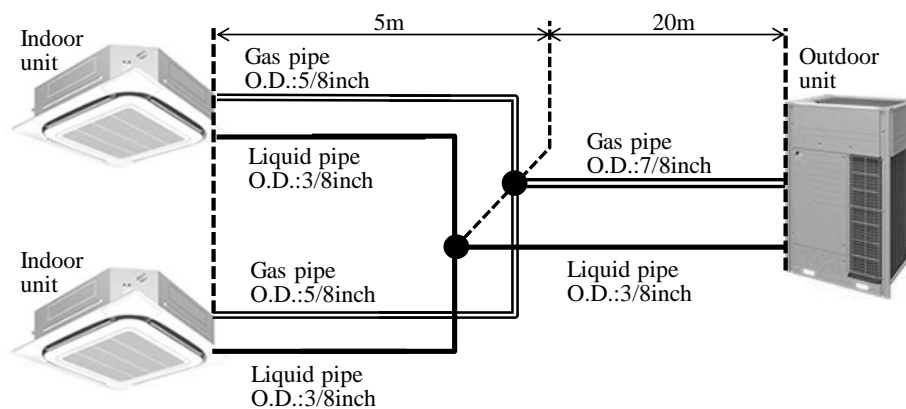 5m
20m
Indoor
unit
Gas pipe
O.D.:5/8inch
Outdoor
unit
Liquid pipe
O.D.:3/8inch
Gas pipe
O.D.:7/8inch
Indoor
unit
Gas pipe
O.D.:5/8inch
Liquid pipe
O.D.:3/8inch
Liquid pipe
O.D.:3/8inch